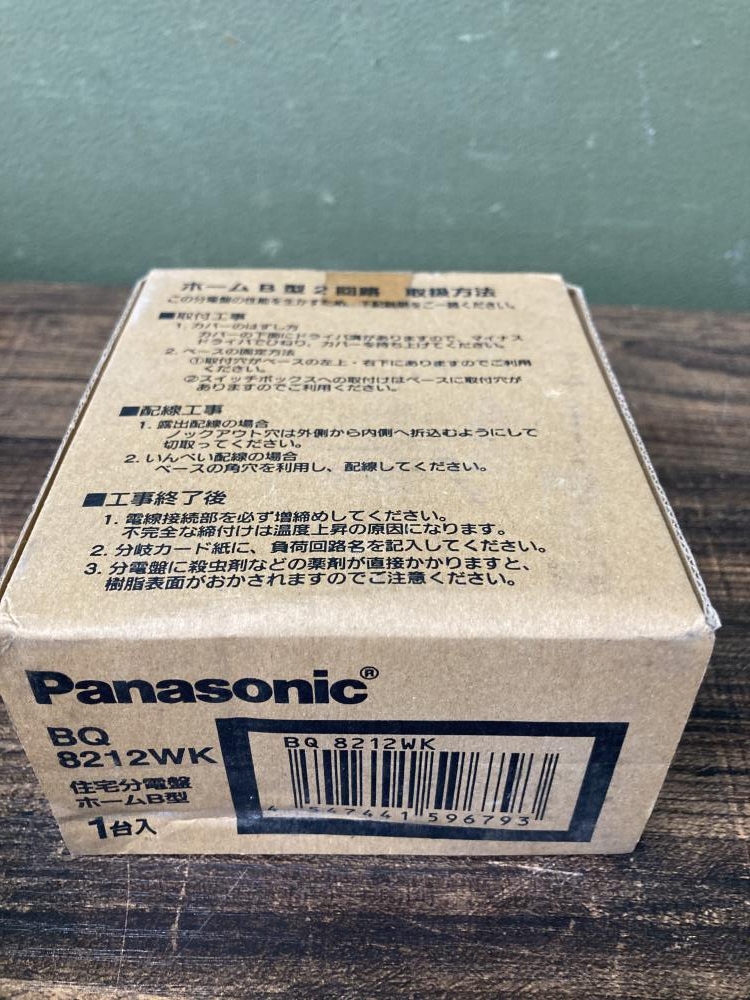 ホームB型2回路 取扱方法
この分電盤の性能を生かすため、下記説明をご一読ください。
■取付工事
1. カバーのはずし方
カバーの下面にドライバ溝がありますので、マイナス
ドライバでひねり、カバーを持ち上げてください。
2. ベースの固定方法
①取付穴がベースの左上・右下にありますのでご利用
ください。
②スイッチボックスへの取付けはベースに取付穴が
ありますのでご利用ください。
■配線工事
1. 露出配線の場合
ノックアウト穴は外側から内側へ折込むようにして
切取ってください。
2. いんぺい配線の場合
ベースの角穴を利用し、配線してください。
■工事終了後
1. 電線接続部を必ず増締めしてください。
不完全な締付けは温度上昇の原因になります。
2. 分岐カード紙に、負荷回路名を記入してください。
3. 分電盤に殺虫剤などの薬剤が直接かかりますと、
樹脂表面がおかされますのでご注意ください。
Panasonic®
BQ
8212WK
住宅分電盤
ホームB型
1台入
BQ 8212WK
4 547441 596793